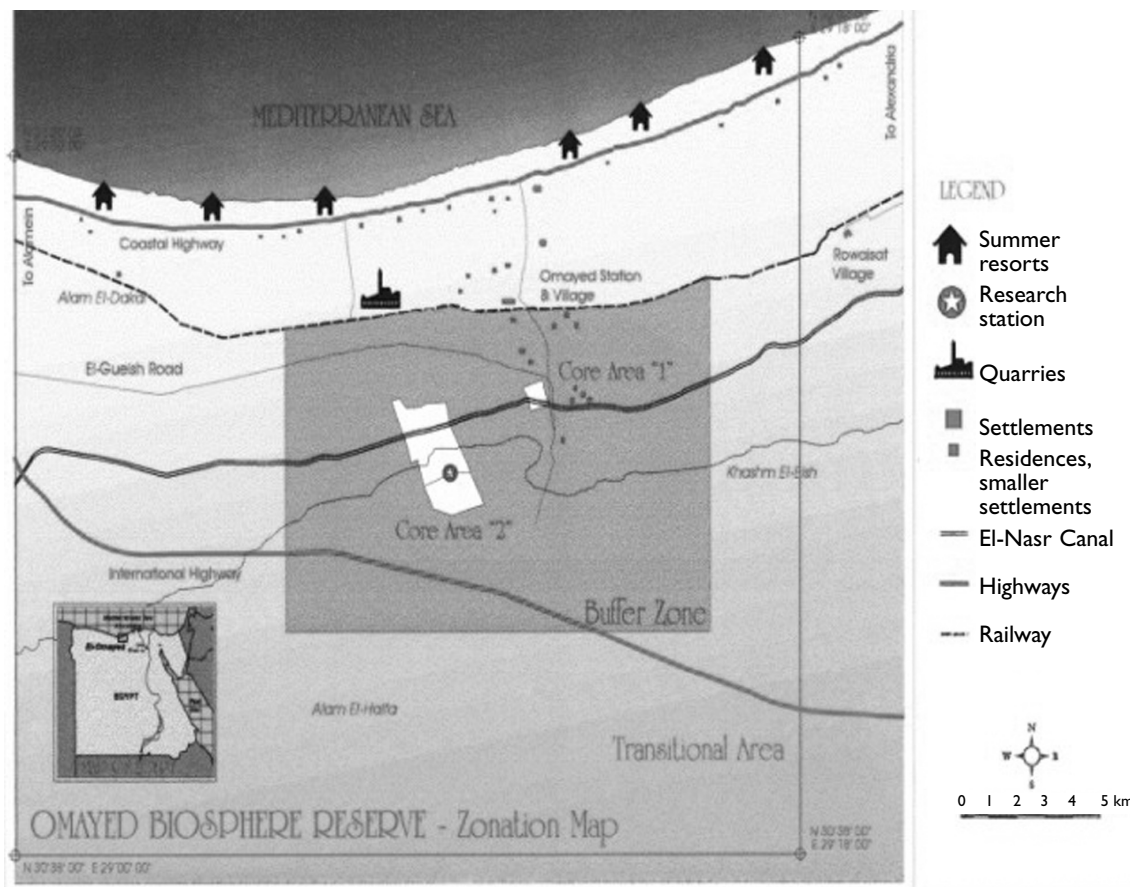 E 29'18' 00"
MEDITERRANEAN SEA
To Alexandria
To Alamein
Coastal Highway
Alam El-Dakar
Omayed Station
& Village
Rowaisat
Village
El-Gueish Road
Core Area "1"
Khashm El-Eish
Core Area "2"
International Highway
Buffer Zone
El-Omayed
EGYPT
Alam El-Halfa
Transitional Area
OMAYED BIOSPHERE RESERVE - Zonation Map
N 30'38' 00"
E 29'18' 00"
N 30'38' 00" E 29'00' 00"
LEGEND
Summer
resorts
Research
station
Quarries
Settlements
Residences,
smaller
settlements
El-Nasr Canal
Highways
Railway
N
W
S
0 1 2 3 4 5 km